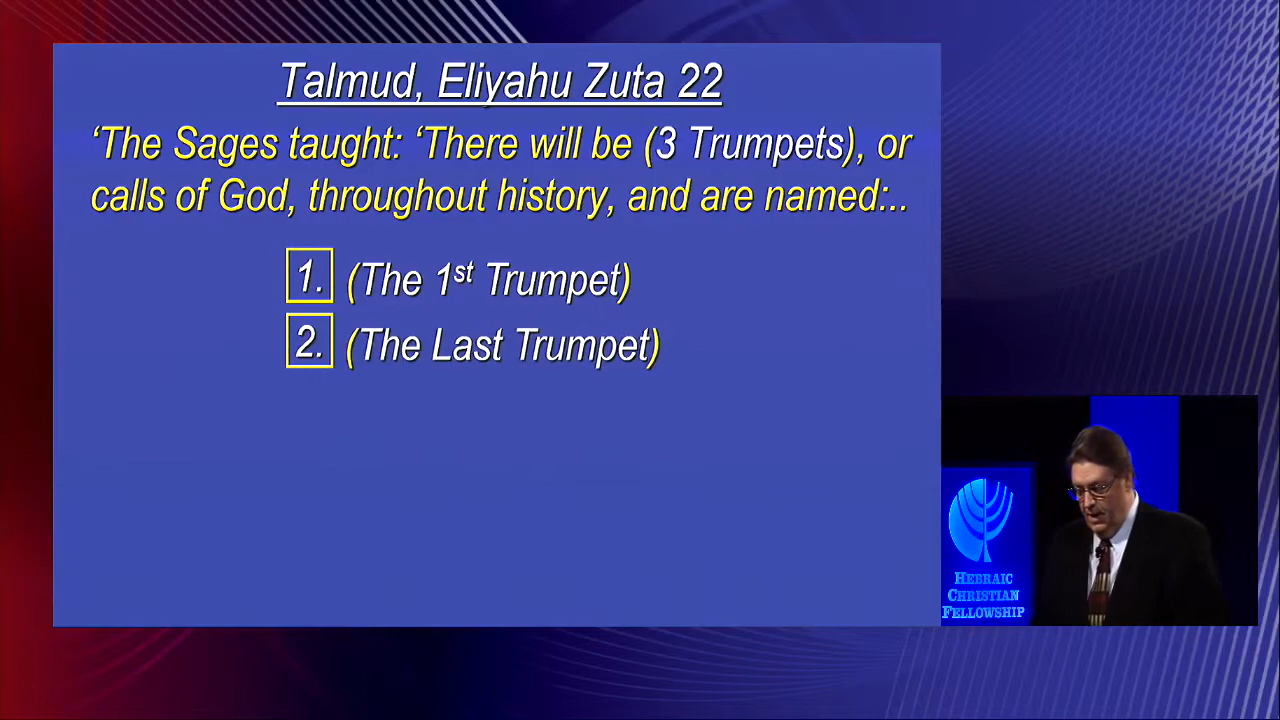 Talmud, Eliyahu Zuta 22
‘The Sages taught: ‘There will be (3 Trumpets), or
calls of God, throughout history, and are named:..
1. (The 1st Trumpet)
2. (The Last Trumpet)
HEBRAIC
CHRISTIAN
FELLOWSHIP